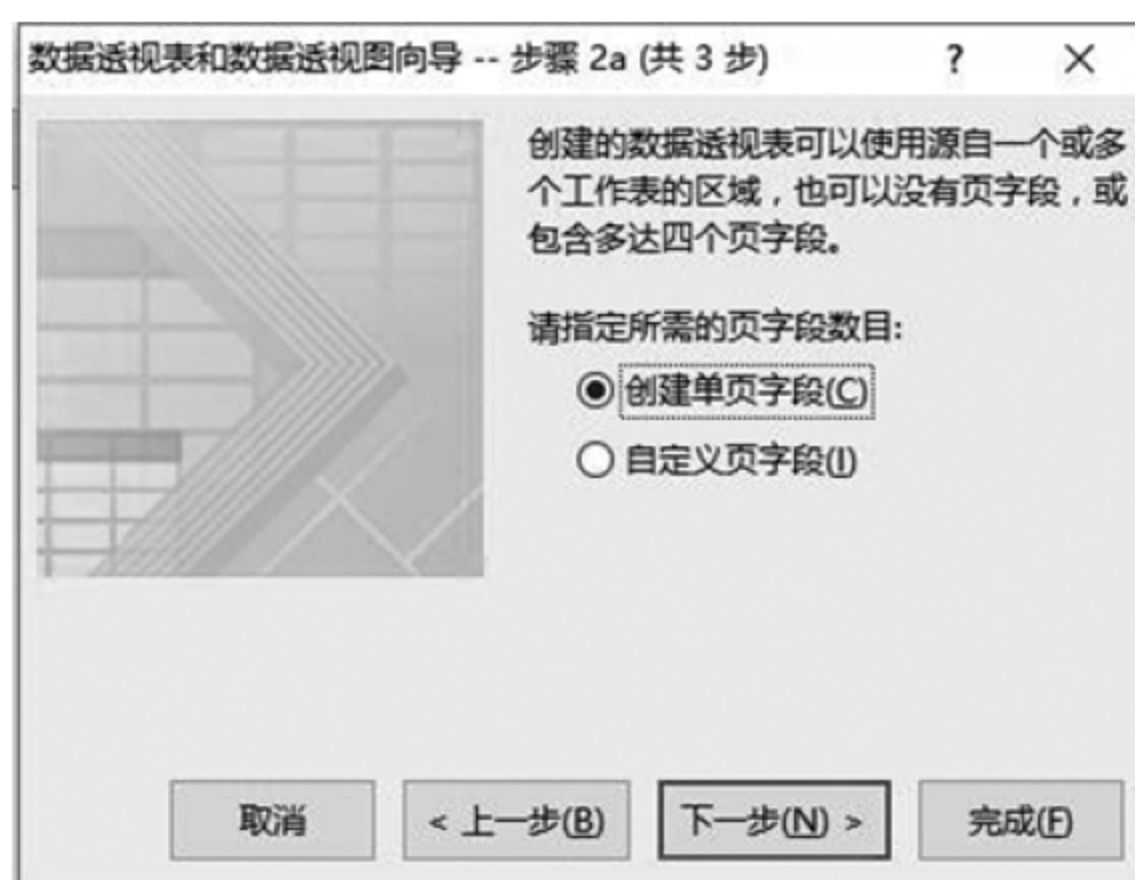 数据透视表和数据透视图向导 -- 步骤 2a (共 3 步)
?
创建的数据透视表可以使用源自一个或多
个工作表的区域，也可以没有页字段，或
包含多达四个页字段。
请指定所需的页字段数目:
创建单页字段(C)
自定义页字段(I)
取消
< 上一步(B)
下一步(N) >
完成(F)